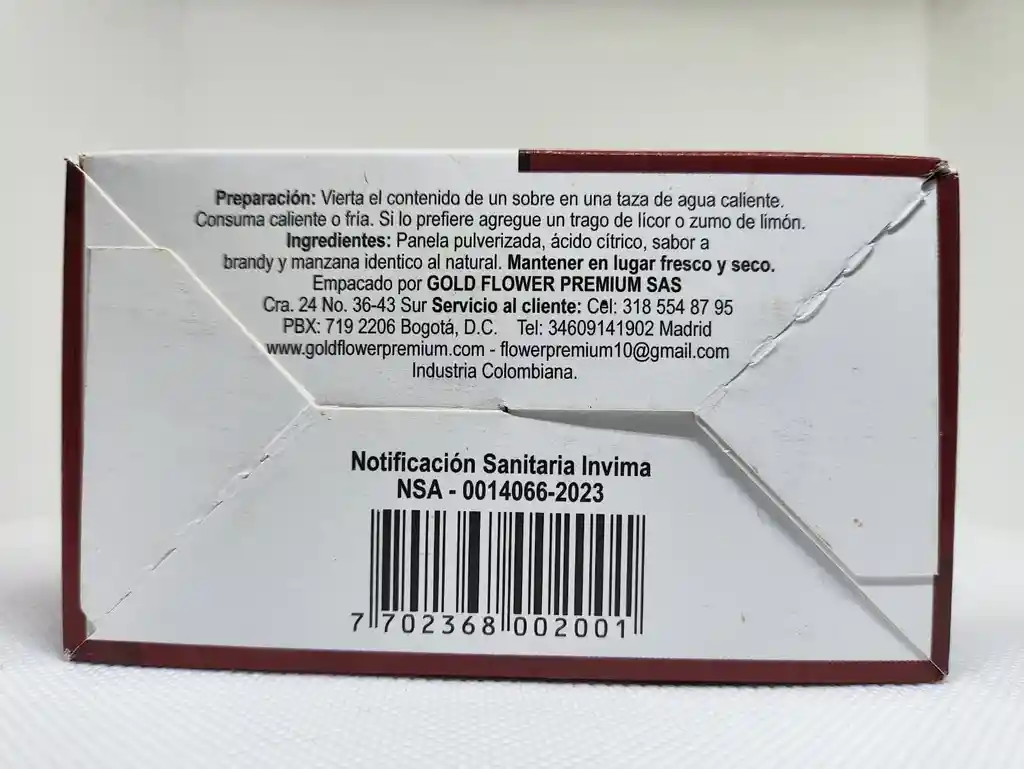 Preparación: Vierta el contenido de un sobre en una taza de agua caliente.
Consuma caliente o fría. Si lo prefiere agregue un trago de licor o zumo de limón.
Ingredientes: Panela pulverizada, ácido cítrico, sabor a
brandy y manzana identico al natural. Mantener en lugar fresco y seco.
Empacado por GOLD FLOWER PREMIUM SAS
Cra. 24 No. 36-43 Sur Servicio al cliente: Cel: 318 554 87 95
PBX: 719 2206 Bogotá, D.C. Tel: 34609141902 Madrid
www.goldflowerpremium.com - flowerpremium10@gmail.com
Industria Colombiana.
Notificación Sanitaria Invima
NSA - 0014066-2023
7 702368 002001